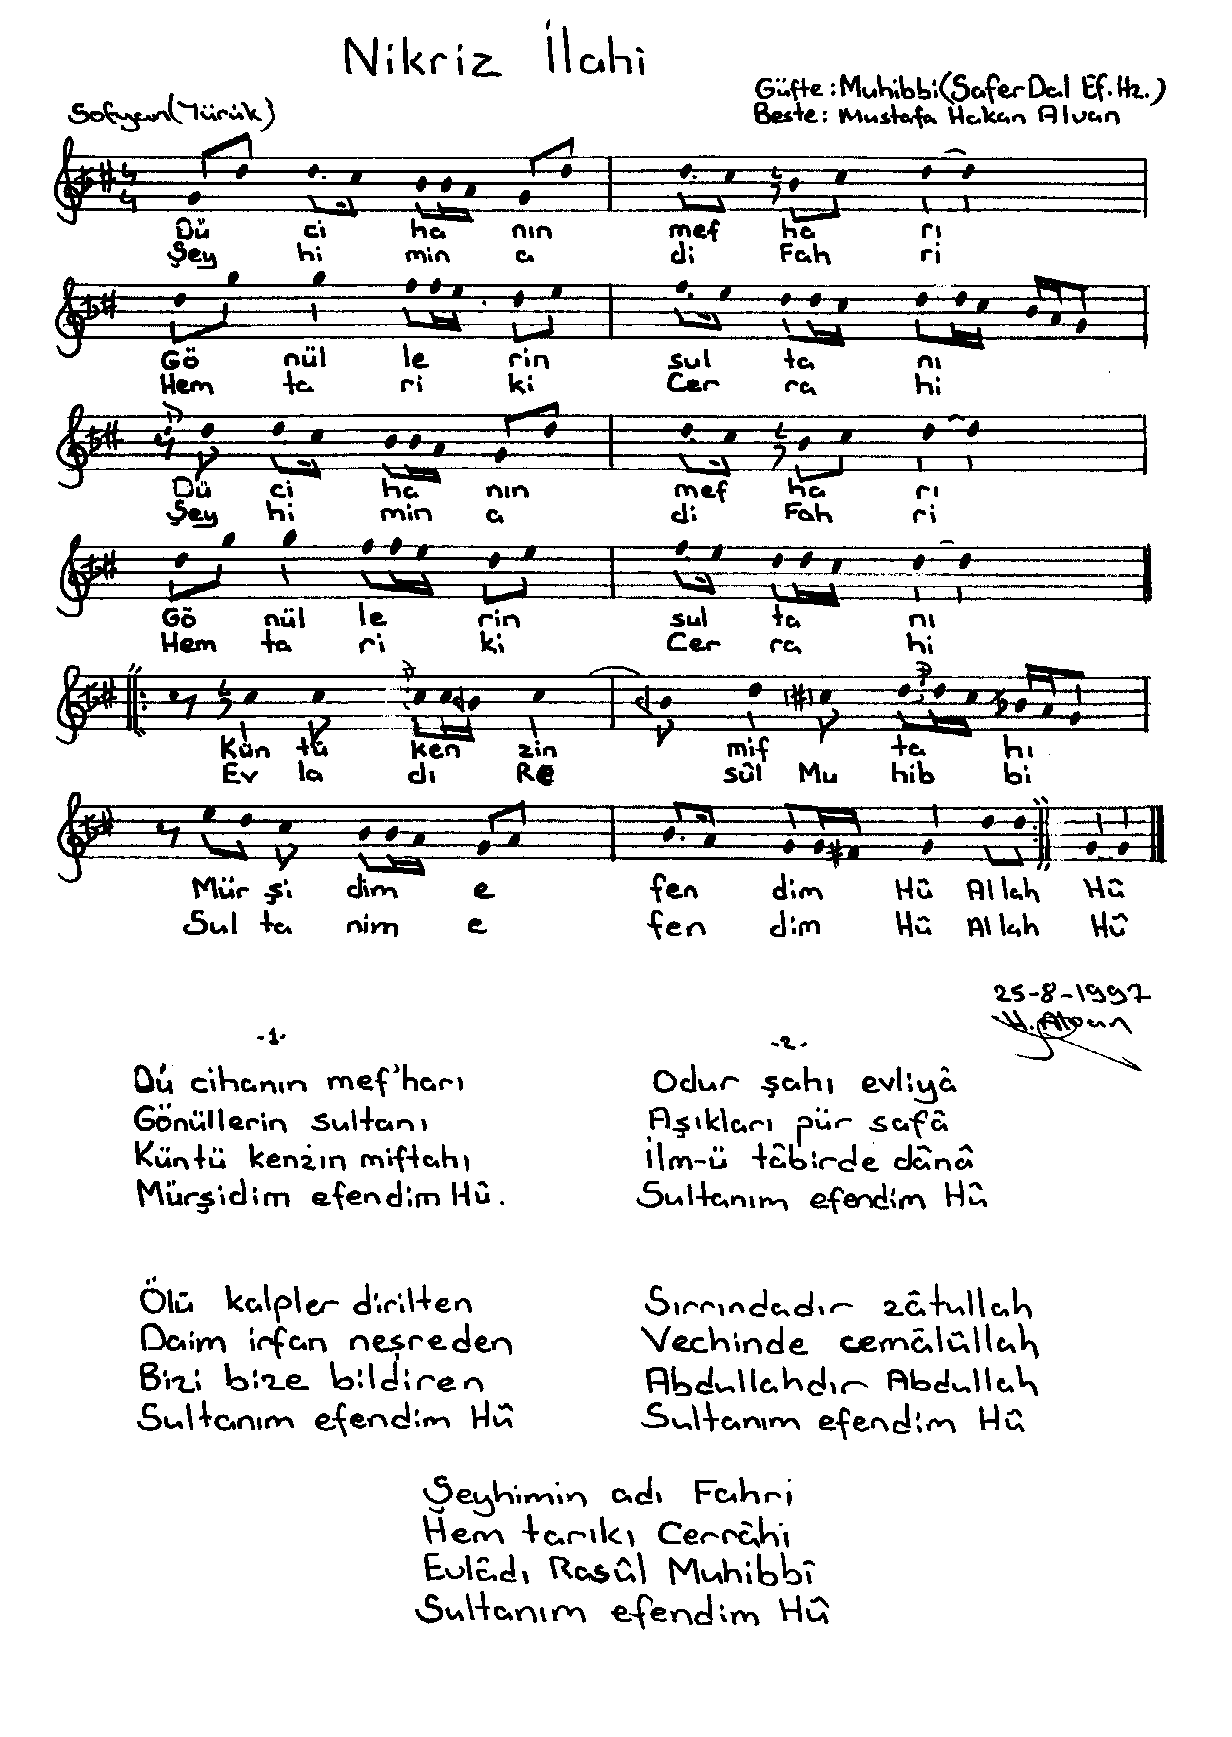 Nikriz İlahi
Güfte: Muhibbi (Safer Dal Ef. Hz.)
Sofyan (Yürük)
Beste: Mustafa Hakan Alvan
Dü ci ha nın mef ha rı
Şey hi min a di Fah ri
Gö nül le rin sul ta nı
Hem ta ri ki Cer ra hi
Dü ci ha nın mef ha rı
Şey hi min a di Fah ri
Gö nül le rin sul ta nı
Hem ta ri ki Cer ra hi
Kün tü ken zin mif ta hı
Ev la dı Re sûl Mu hib bi
Mür şi dim e fen dim Hû Allah Hû
Sul ta nim e fen dim Hû Allah Hû
25-8-1997
H. Alvan
-1-
Dü cihanın mef'harı
Gönüllerin sultanı
Küntü kenzin miftahı
Mürşidim efendim Hû.
-2-
Odur şahı evliyâ
Aşıkları pür safâ
İlm-ü tâbirde dânâ
Sultanım efendim Hû
Ölü kalpler dirilten
Daim irfan neşreden
Bizi bize bildiren
Sultanım efendim Hû
Sırrındadır zâtullah
Vechinde cemâlûllah
Abdullahdır Abdullah
Sultanım efendim Hû
Şeyhimin adı Fahri
Hem tarıkı Cerrâhi
Evlâdı Rasûl Muhibbî
Sultanım efendim Hû